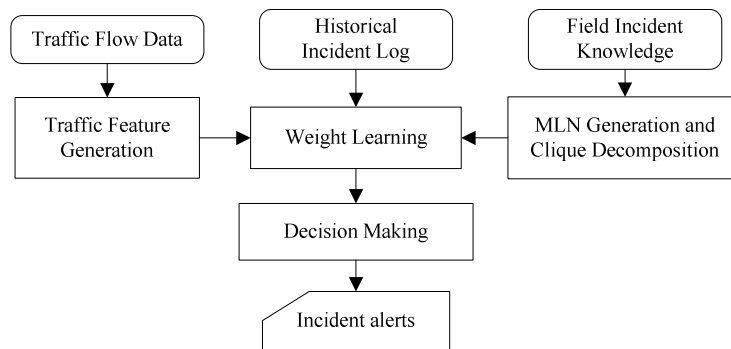 Traffic Flow Data
Historical
Incident Log
Field Incident
Knowledge
Traffic Feature
Generation
Weight Learning
MLN Generation and
Clique Decomposition
Decision Making
Incident alerts